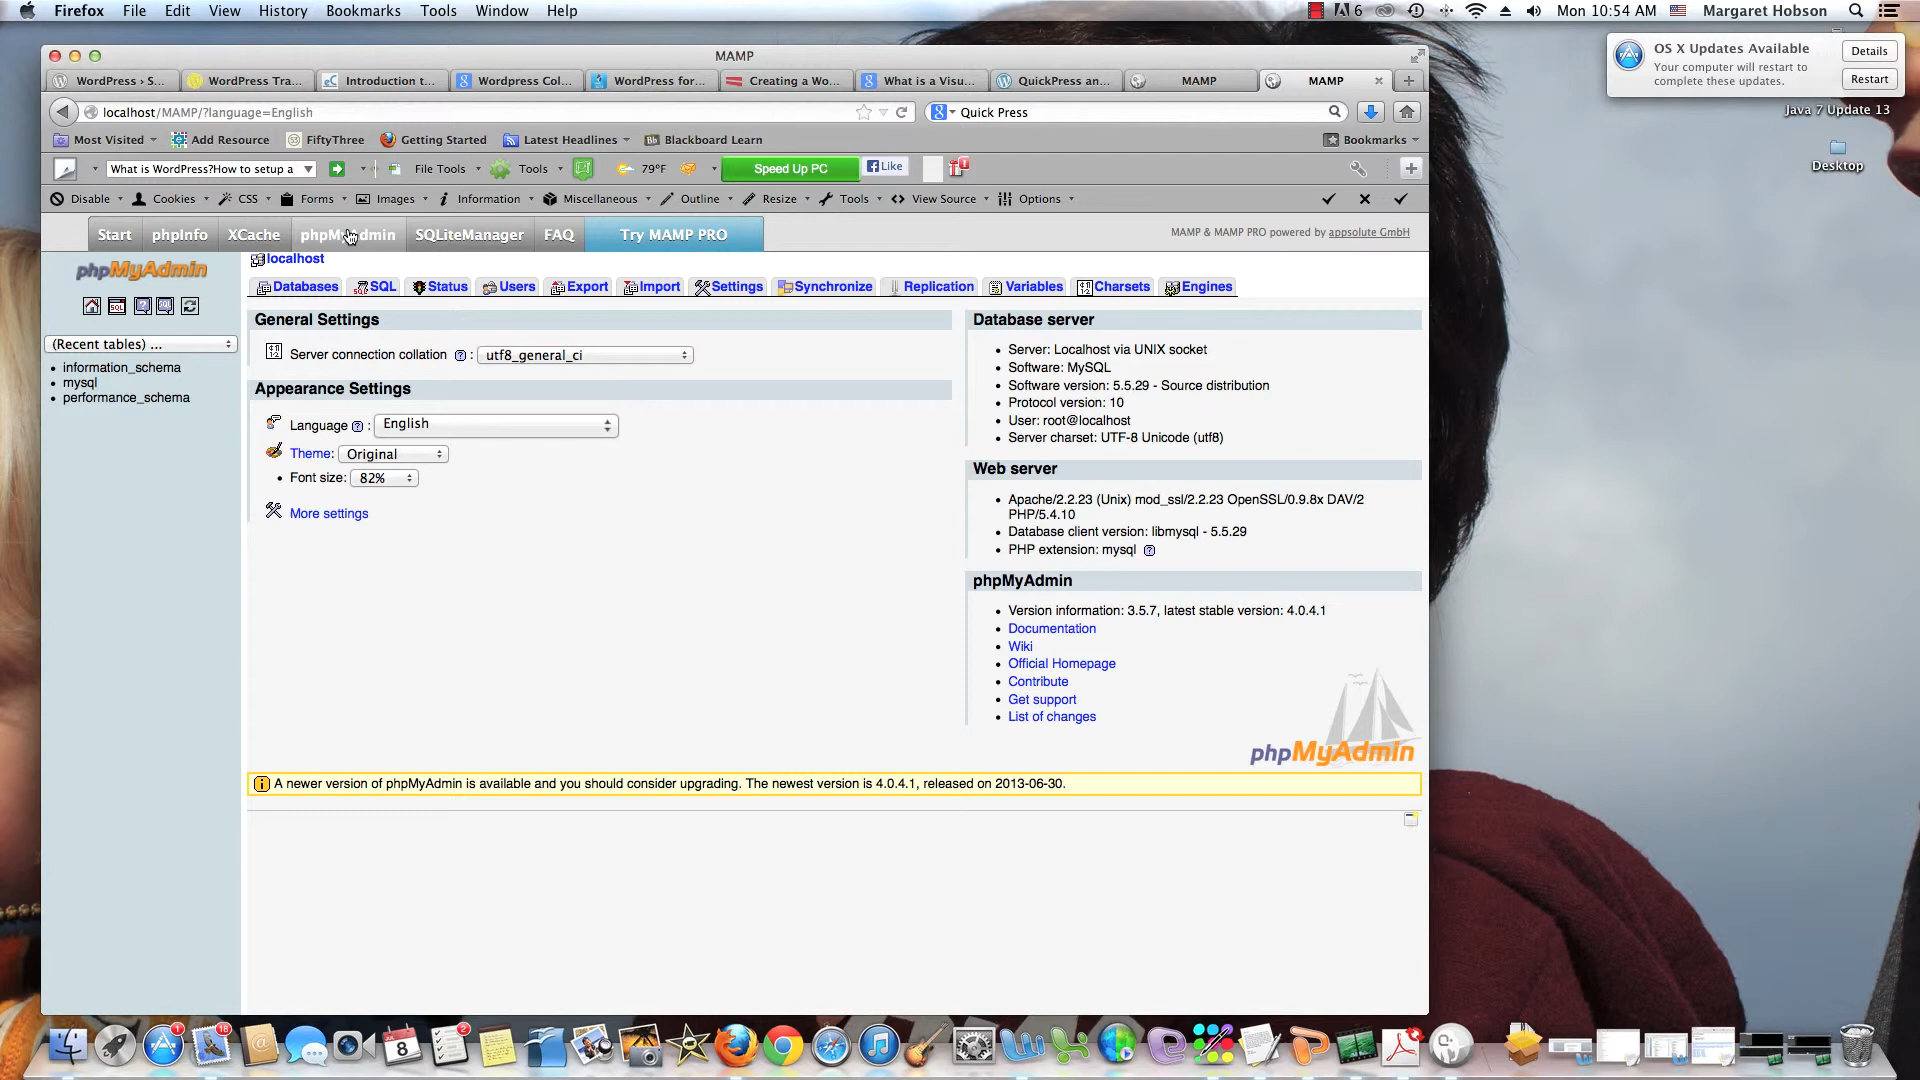 Firefox File Edit View History Bookmarks Tools Window Help
6 Mon 10:54 AM Margaret Hobson
MAMP
OS X Updates Available
Your computer will restart to complete these updates.
Details
Restart
WordPress › S... WordPress Tra... Introduction t... Wordpress Col... WordPress for... Creating a Wo... What is a Visu... QuickPress an... MAMP MAMP
Java 7 Update 13
Desktop
localhost/MAMP/?language=English Quick Press
Most Visited Add Resource FiftyThree Getting Started Latest Headlines Blackboard Learn Bookmarks
What is WordPress?How to setup a File Tools Tools 79°F Speed Up PC Like
Disable Cookies CSS Forms Images Information Miscellaneous Outline Resize Tools View Source Options
Start phpInfo XCache phpMyAdmin SQLiteManager FAQ Try MAMP PRO MAMP & MAMP PRO powered by appsolute GmbH
phpMyAdmin
localhost
Databases SQL Status Users Export Import Settings Synchronize Replication Variables Charsets Engines
(Recent tables) ...
information_schema
mysql
performance_schema
General Settings
Server connection collation : utf8_general_ci
Appearance Settings
Language : English
Theme: Original
Font size: 82%
More settings
Database server
Server: Localhost via UNIX socket
Software: MySQL
Software version: 5.5.29 - Source distribution
Protocol version: 10
User: root@localhost
Server charset: UTF-8 Unicode (utf8)
Web server
Apache/2.2.23 (Unix) mod_ssl/2.2.23 OpenSSL/0.9.8x DAV/2
PHP/5.4.10
Database client version: libmysql - 5.5.29
PHP extension: mysql
phpMyAdmin
Version information: 3.5.7, latest stable version: 4.0.4.1
Documentation
Wiki
Official Homepage
Contribute
Get support
List of changes
phpMyAdmin
A newer version of phpMyAdmin is available and you should consider upgrading. The newest version is 4.0.4.1, released on 2013-06-30.
1 18 8 2